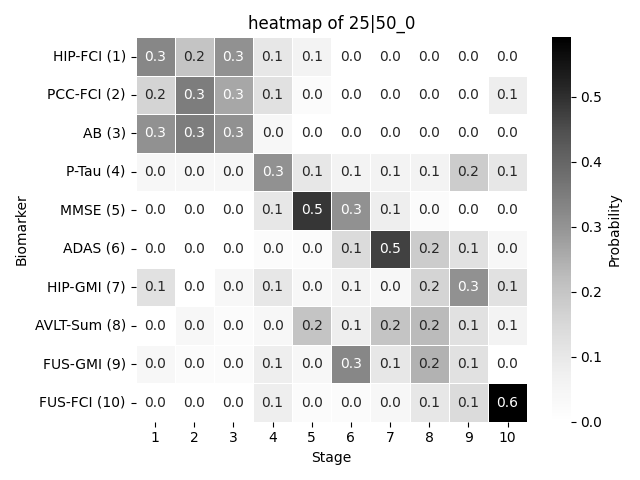 heatmap of 25|50_0
HIP-FCI (1) 0.3 0.2 0.3 0.1 0.1 0.0 0.0 0.0 0.0 0.0
PCC-FCI (2) 0.2 0.3 0.3 0.1 0.0 0.0 0.0 0.0 0.0 0.1
AB (3) 0.3 0.3 0.3 0.0 0.0 0.0 0.0 0.0 0.0 0.0
P-Tau (4) 0.0 0.0 0.0 0.3 0.1 0.1 0.1 0.1 0.2 0.1
MMSE (5) 0.0 0.0 0.0 0.1 0.5 0.3 0.1 0.0 0.0 0.0
ADAS (6) 0.0 0.0 0.0 0.0 0.0 0.1 0.5 0.2 0.1 0.0
HIP-GMI (7) 0.1 0.0 0.0 0.1 0.0 0.1 0.0 0.2 0.3 0.1
AVLT-Sum (8) 0.0 0.0 0.0 0.0 0.2 0.1 0.2 0.2 0.1 0.1
FUS-GMI (9) 0.0 0.0 0.0 0.1 0.0 0.3 0.1 0.2 0.1 0.0
FUS-FCI (10) 0.0 0.0 0.0 0.1 0.0 0.0 0.0 0.1 0.1 0.6
1 2 3 4 5 6 7 8 9 10
Stage
Biomarker
0.5
0.4
0.3
0.2
0.1
0.0
Probability